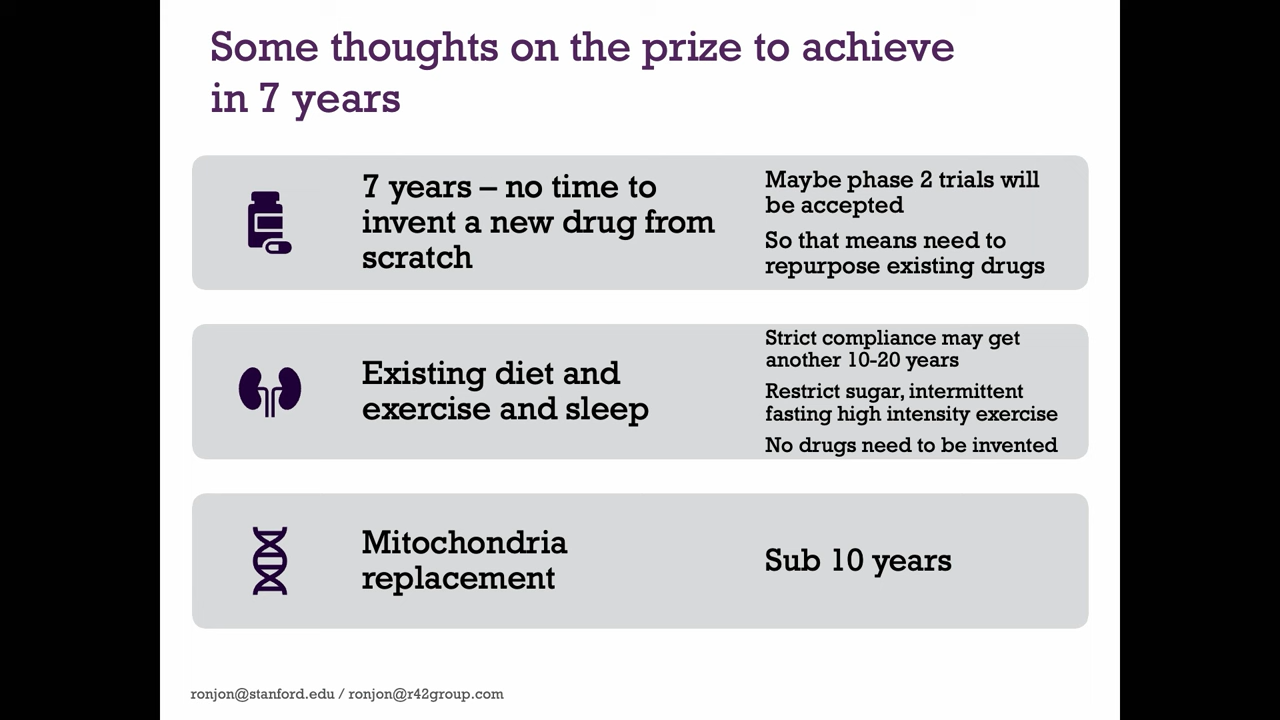 Some thoughts on the prize to achieve
in 7 years
7 years – no time to
invent a new drug from
scratch
Maybe phase 2 trials will
be accepted
So that means need to
repurpose existing drugs
Existing diet and
exercise and sleep
Strict compliance may get
another 10-20 years
Restrict sugar, intermittent
fasting high intensity exercise
No drugs need to be invented
Mitochondria
replacement
Sub 10 years
ronjon@stanford.edu / ronjon@r42group.com